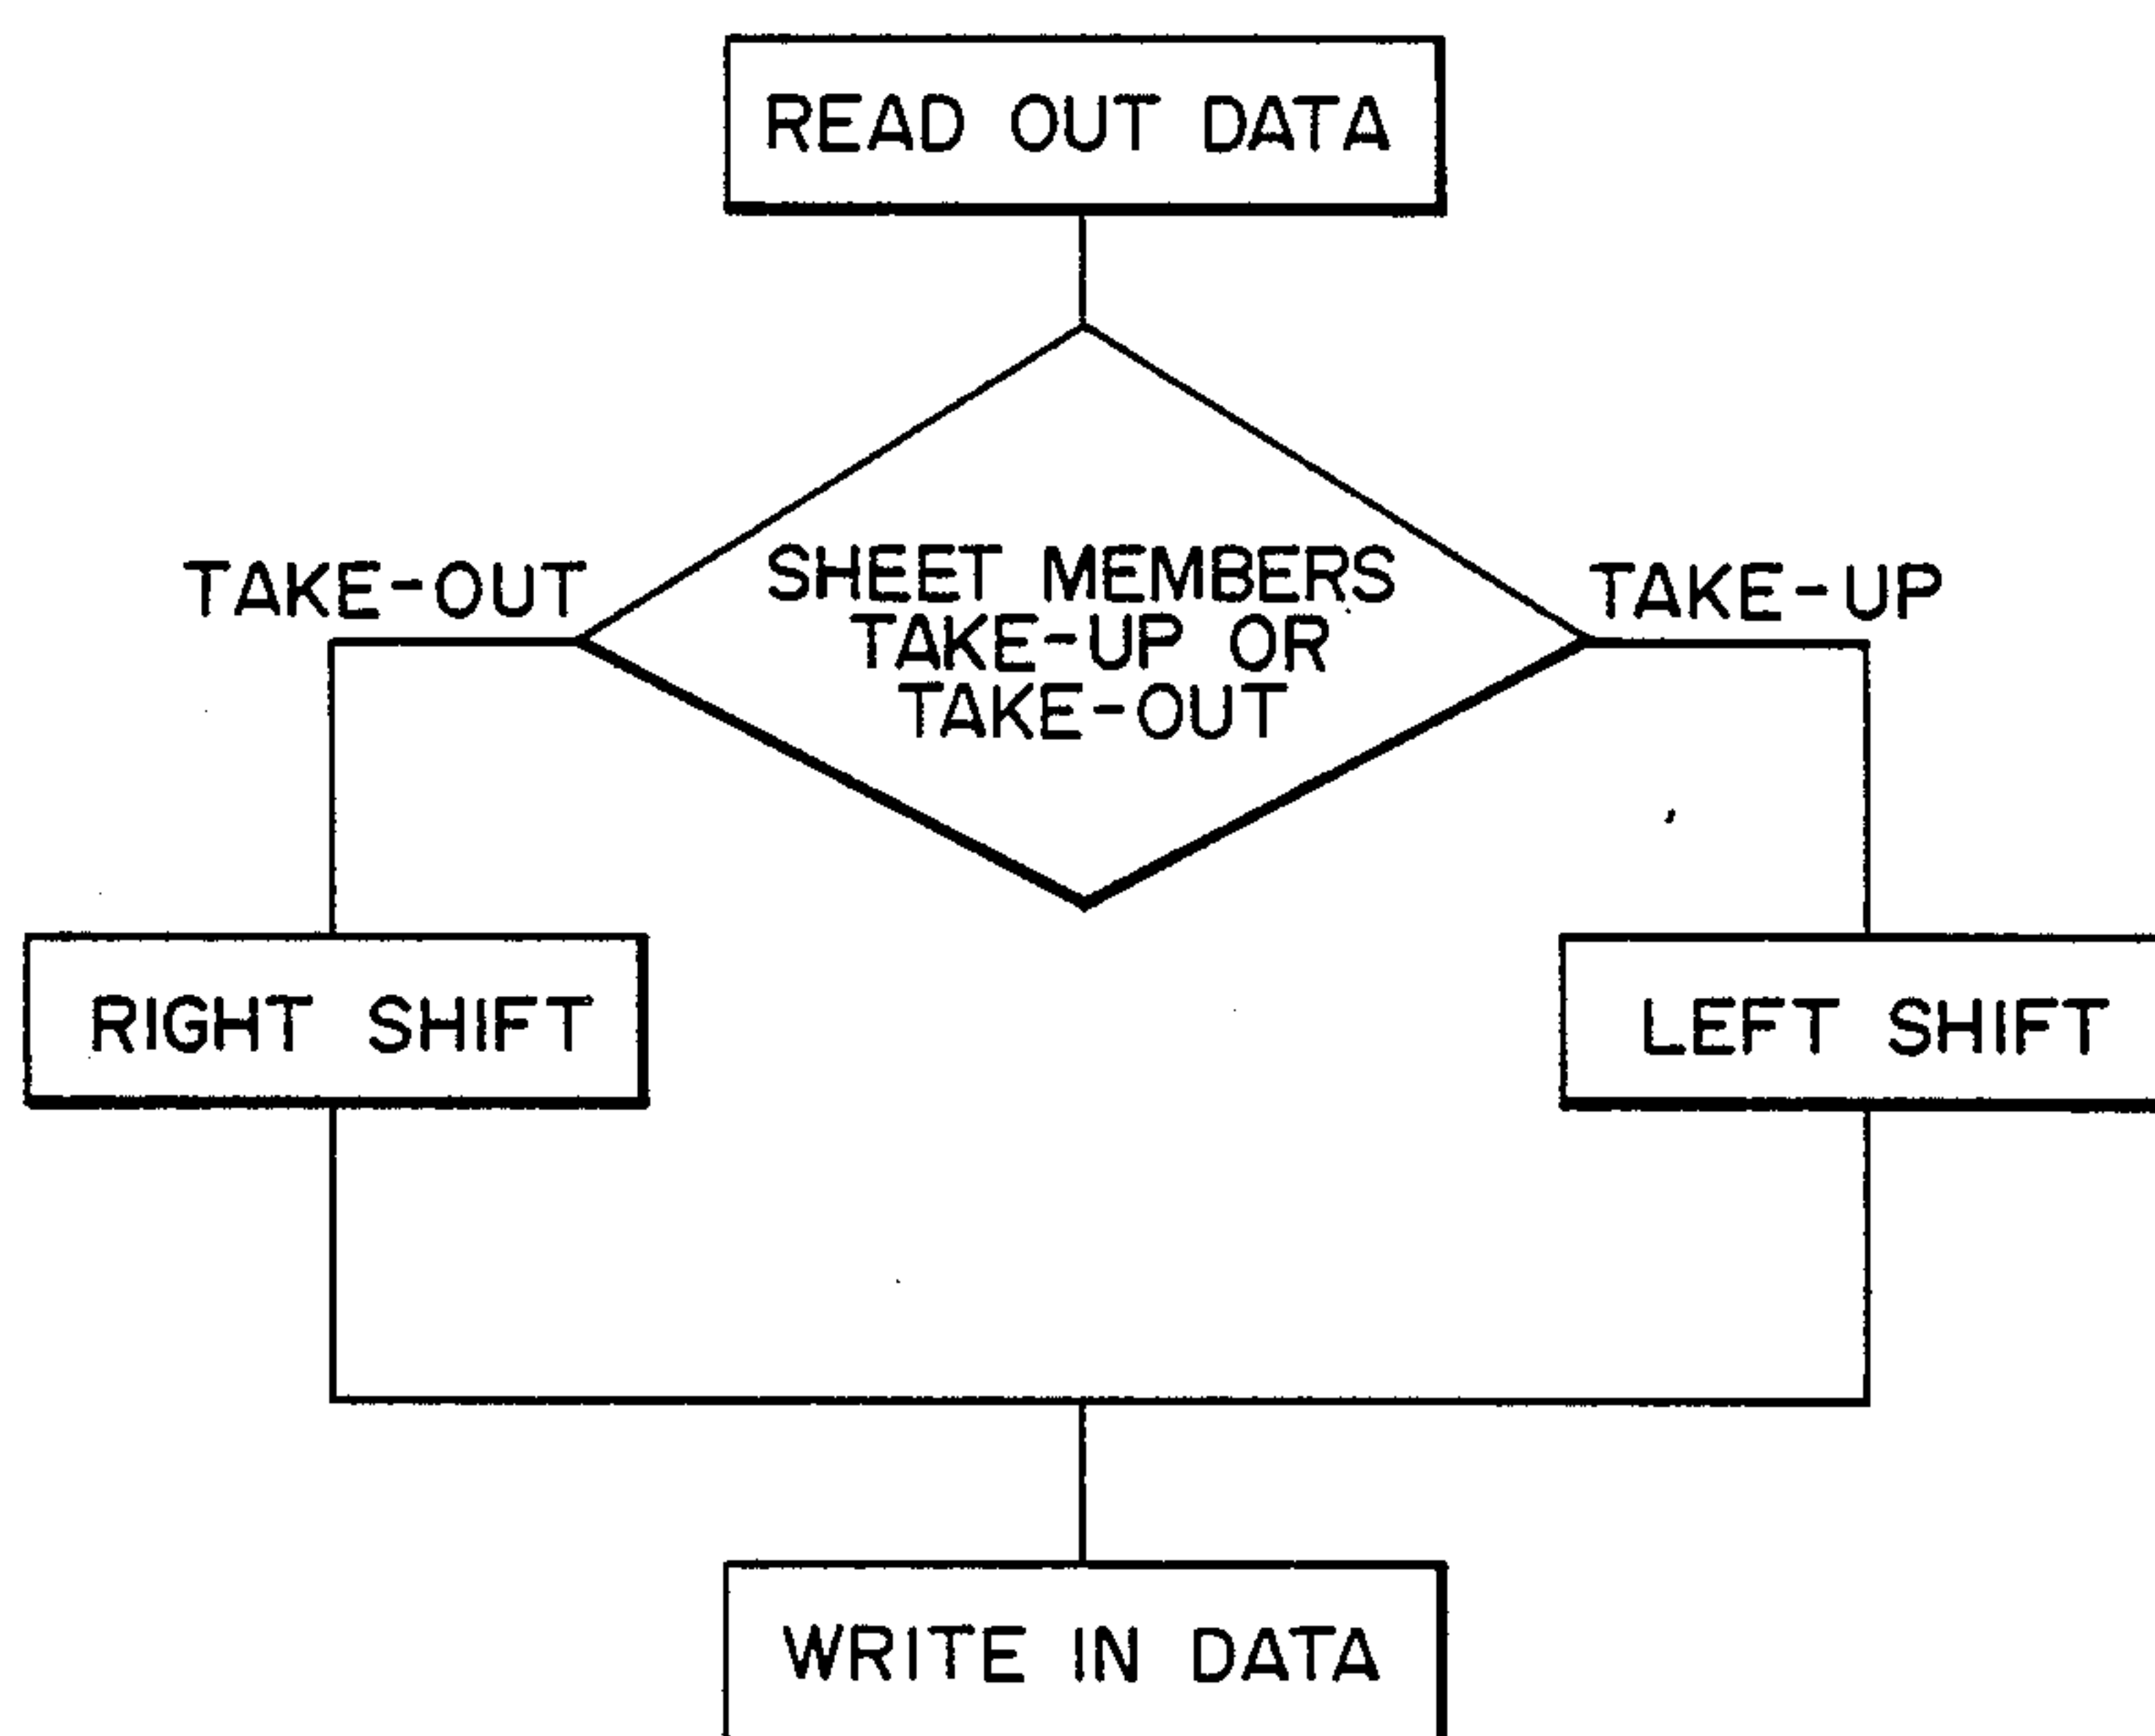 READ OUT DATA
SHEET MEMBERS
TAKE-UP OR
TAKE-OUT
TAKE-OUT
TAKE-UP
RIGHT SHIFT
LEFT SHIFT
WRITE IN DATA